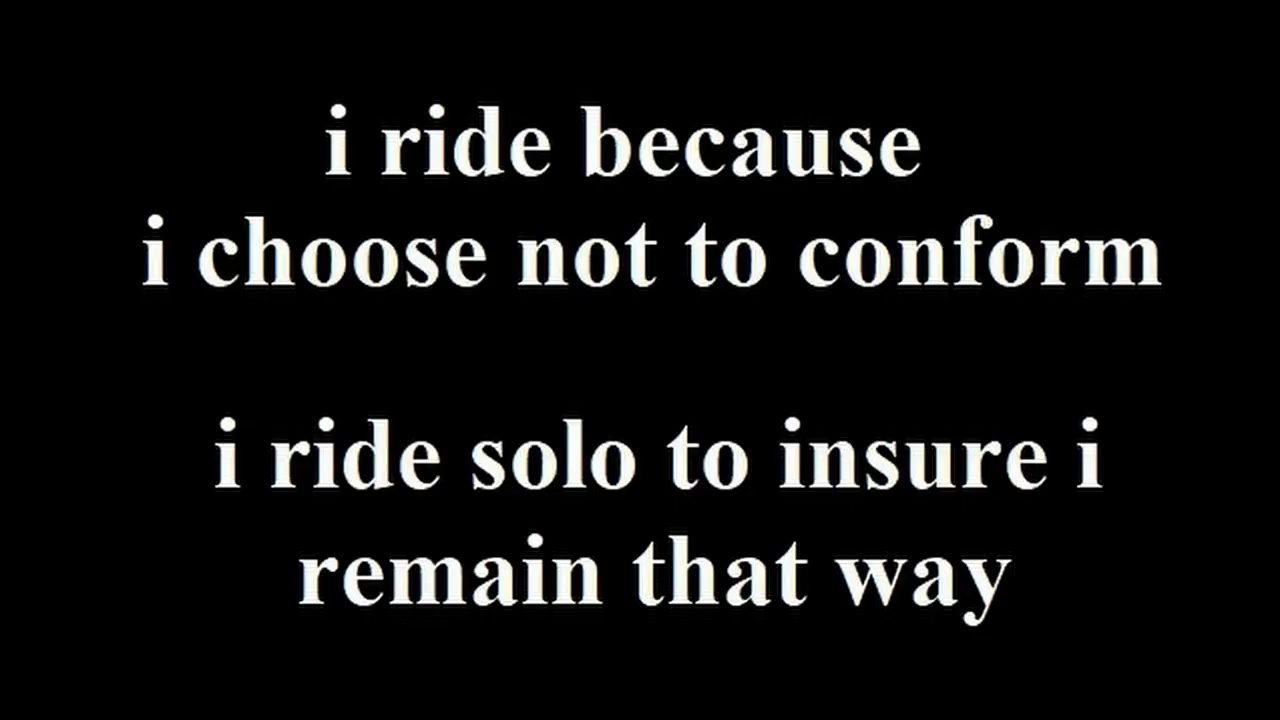 i ride because
i choose not to conform
i ride solo to insure i
remain that way